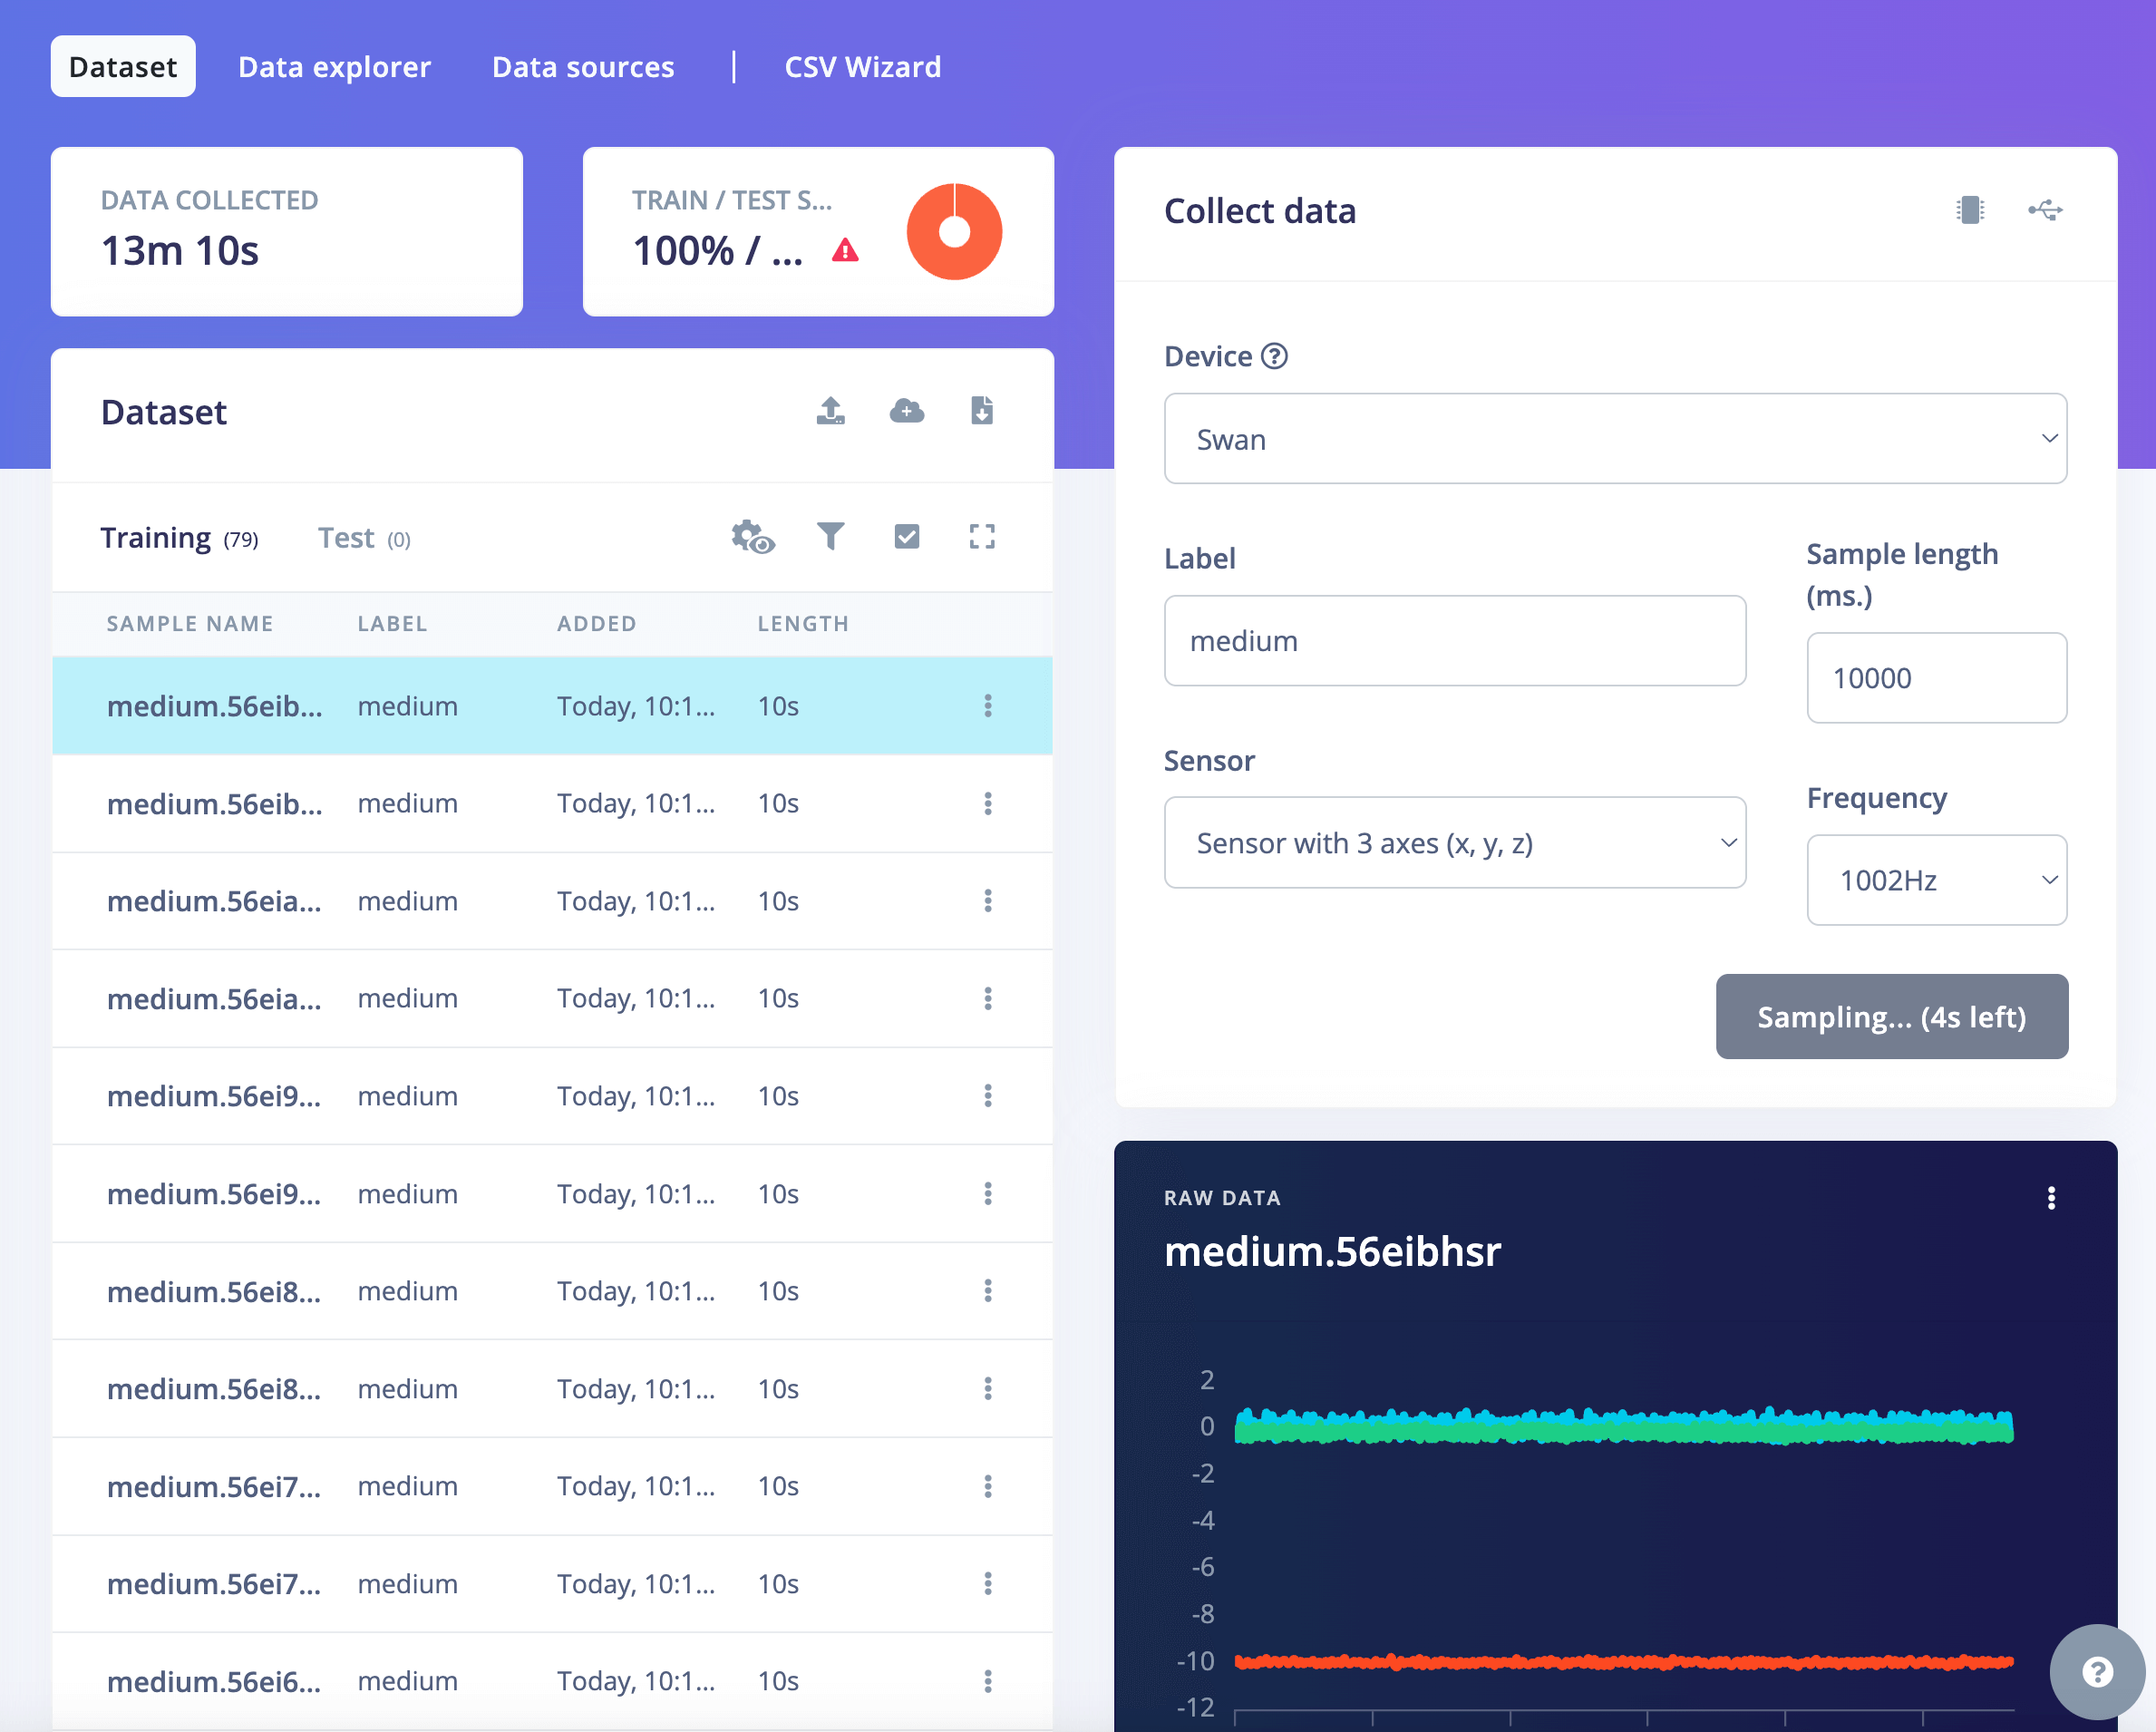 Dataset
Data explorer
Data sources
|
CSV Wizard
DATA COLLECTED
13m 10s
TRAIN / TEST S...
100% / ...
Dataset
Training (79)
Test (0)
SAMPLE NAME LABEL ADDED LENGTH
medium.56eib... medium Today, 10:1... 10s
medium.56eib... medium Today, 10:1... 10s
medium.56eia... medium Today, 10:1... 10s
medium.56eia... medium Today, 10:1... 10s
medium.56ei9... medium Today, 10:1... 10s
medium.56ei9... medium Today, 10:1... 10s
medium.56ei8... medium Today, 10:1... 10s
medium.56ei8... medium Today, 10:1... 10s
medium.56ei7... medium Today, 10:1... 10s
medium.56ei7... medium Today, 10:1... 10s
medium.56ei6... medium Today, 10:1... 10s
Collect data
Device ?
Swan
Label
medium
Sample length
(ms.)
10000
Sensor
Sensor with 3 axes (x, y, z)
Frequency
1002Hz
Sampling... (4s left)
RAW DATA
medium.56eibhsr
2
0
-2
-4
-6
-8
-10
-12
?